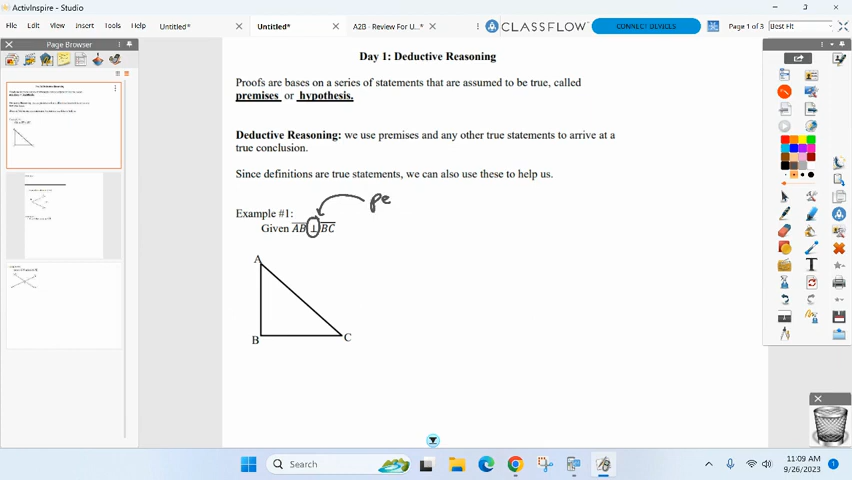 ActivInspire - Studio
File Edit View Insert Tools Help
Untitled*
Untitled*
A2B - Review For U...*
CLASSFLOW
CONNECT DEVICES
Page 1 of 3
Best Fit
Page Browser
Day 1: Deductive Reasoning
Proofs are bases on a series of statements that are assumed to be true, called
premises or hypothesis.
Deductive Reasoning: we use premises and any other true statements to arrive at a
true conclusion.
Since definitions are true statements, we can also use these to help us.
pe
Example #1:
Given AB ⊥ BC
A
B
C
T
Search
11:09 AM
9/26/2023